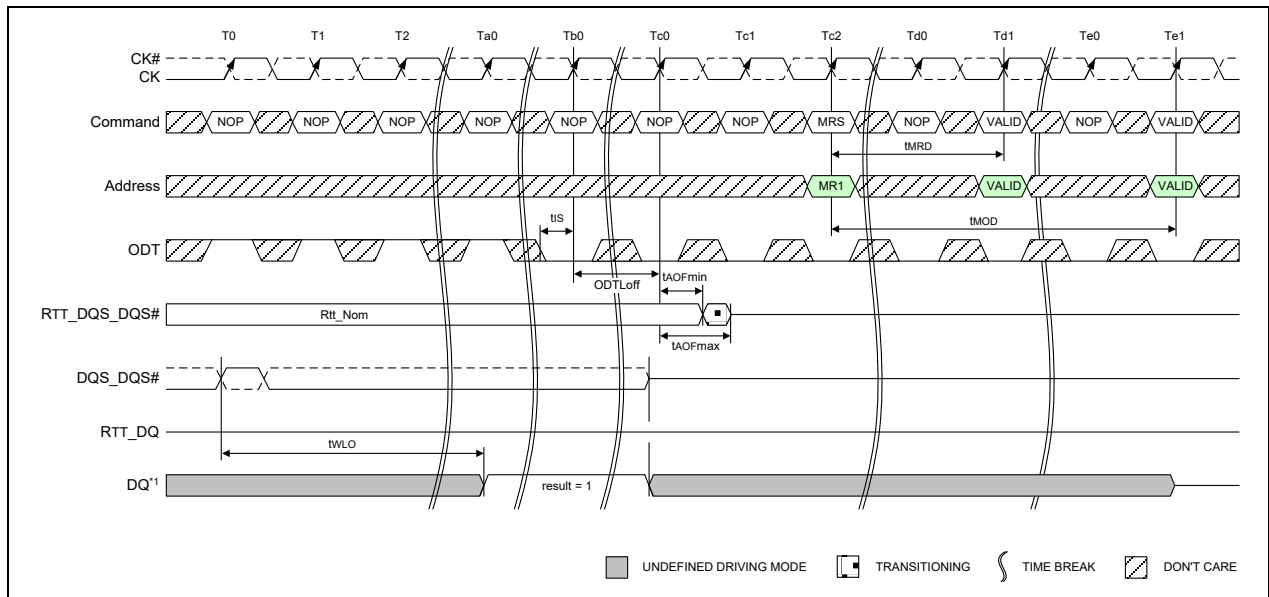 T0 T1 T2 Ta0 Tb0 Tc0 Tc1 Tc2 Td0 Td1 Te0 Te1
CK#
CK
Command NOP NOP NOP NOP NOP NOP NOP MRS NOP VALID NOP VALID
tMRD
Address MR1 VALID VALID
tIS tMOD
ODT
ODTLoff tAOFmin
RTT_DQS_DQS# Rtt_Nom
tAOFmax
DQS_DQS#
RTT_DQ
tWLO
DQ*1 result = 1
UNDEFINED DRIVING MODE TRANSITIONING TIME BREAK DON'T CARE